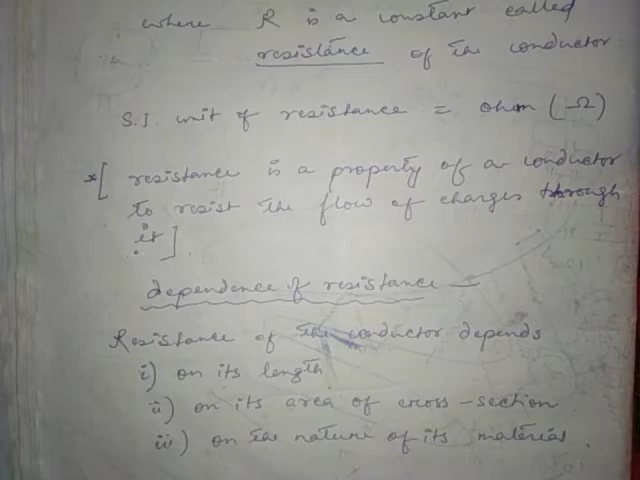 where R is a constant called
resistance of the conductor
S.I. unit of resistance = ohm (Ω)
*[ resistance is a property of a conductor
to resist the flow of charges through
it ].
dependence of resistance –
Resistance of the conductor depends
i) on its length
ii) on its area of cross-section
iii) on the nature of its material.